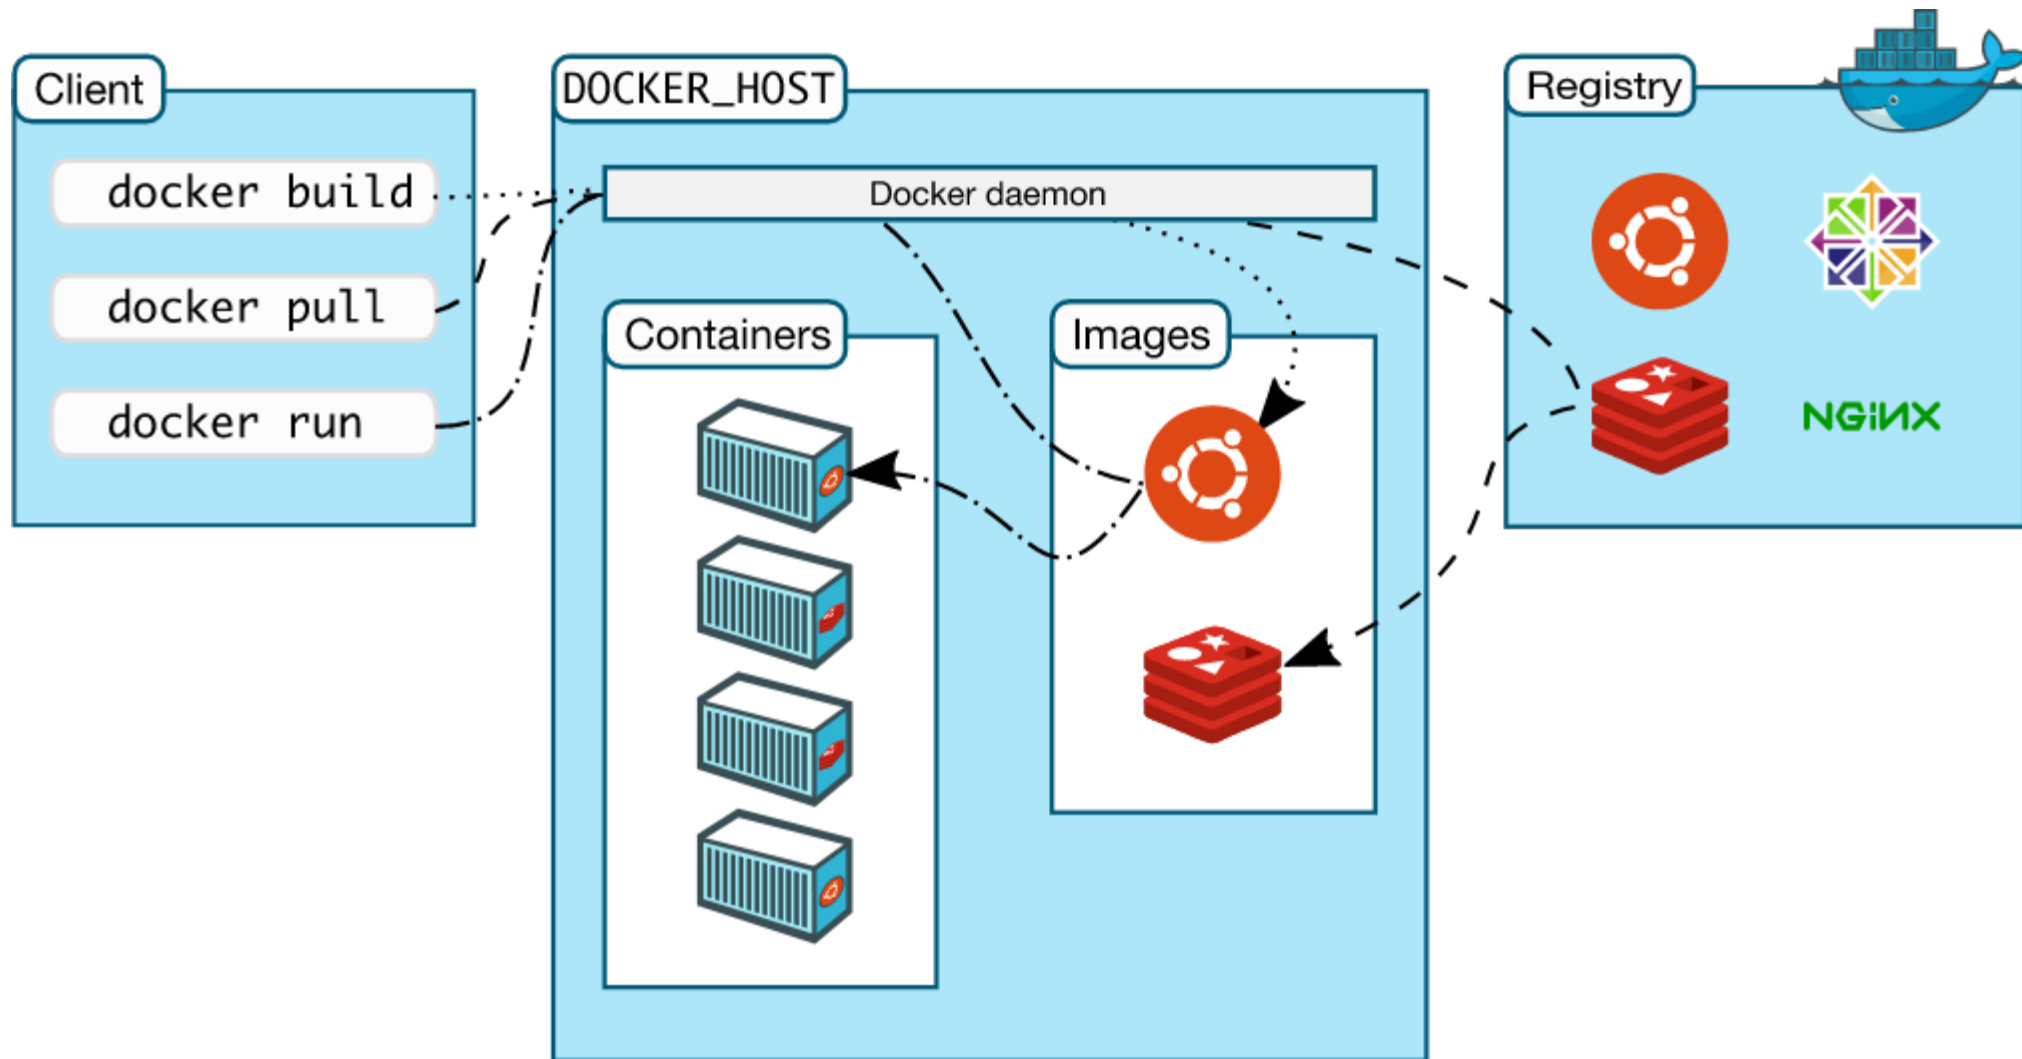 Client
docker build
docker pull
docker run
DOCKER_HOST
Docker daemon
Containers
Images
Registry
NGiNX